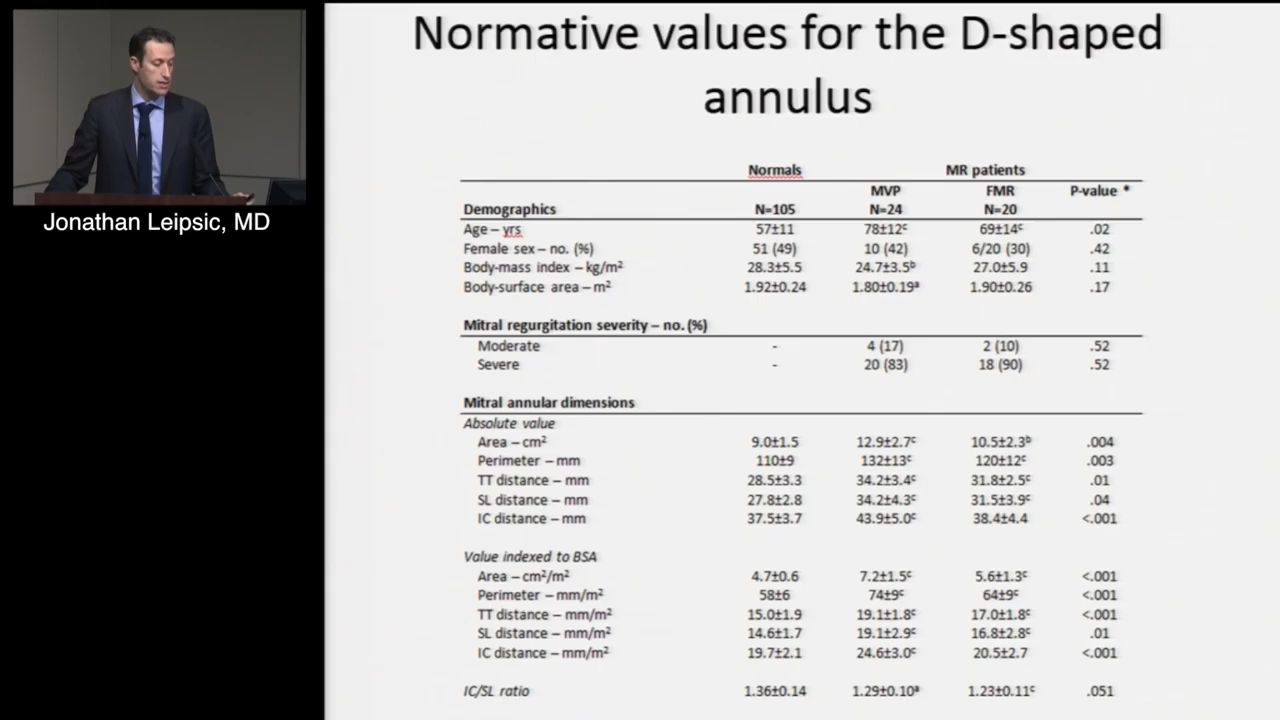 Normative values for the D-shaped
annulus
Jonathan Leipsic, MD
Normals MR patients
MVP FMR P-value *
Demographics N=105 N=24 N=20
Age – yrs 57±11 78±12ᶜ 69±14ᶜ .02
Female sex – no. (%) 51 (49) 10 (42) 6/20 (30) .42
Body-mass index – kg/m² 28.3±5.5 24.7±3.5ᵇ 27.0±5.9 .11
Body-surface area – m² 1.92±0.24 1.80±0.19ᵃ 1.90±0.26 .17
Mitral regurgitation severity – no. (%)
Moderate - 4 (17) 2 (10) .52
Severe - 20 (83) 18 (90) .52
Mitral annular dimensions
Absolute value
Area – cm² 9.0±1.5 12.9±2.7ᶜ 10.5±2.3ᵇ .004
Perimeter – mm 110±9 132±13ᶜ 120±12ᶜ .003
TT distance – mm 28.5±3.3 34.2±3.4ᶜ 31.8±2.5ᶜ .01
SL distance – mm 27.8±2.8 34.2±4.3ᶜ 31.5±3.9ᶜ .04
IC distance – mm 37.5±3.7 43.9±5.0ᶜ 38.4±4.4 <.001
Value indexed to BSA
Area – cm²/m² 4.7±0.6 7.2±1.5ᶜ 5.6±1.3ᶜ <.001
Perimeter – mm/m² 58±6 74±9ᶜ 64±9ᶜ <.001
TT distance – mm/m² 15.0±1.9 19.1±1.8ᶜ 17.0±1.8ᶜ <.001
SL distance – mm/m² 14.6±1.7 19.1±2.9ᶜ 16.8±2.8ᶜ .01
IC distance – mm/m² 19.7±2.1 24.6±3.0ᶜ 20.5±2.7 <.001
IC/SL ratio 1.36±0.14 1.29±0.10ᵃ 1.23±0.11ᶜ .051